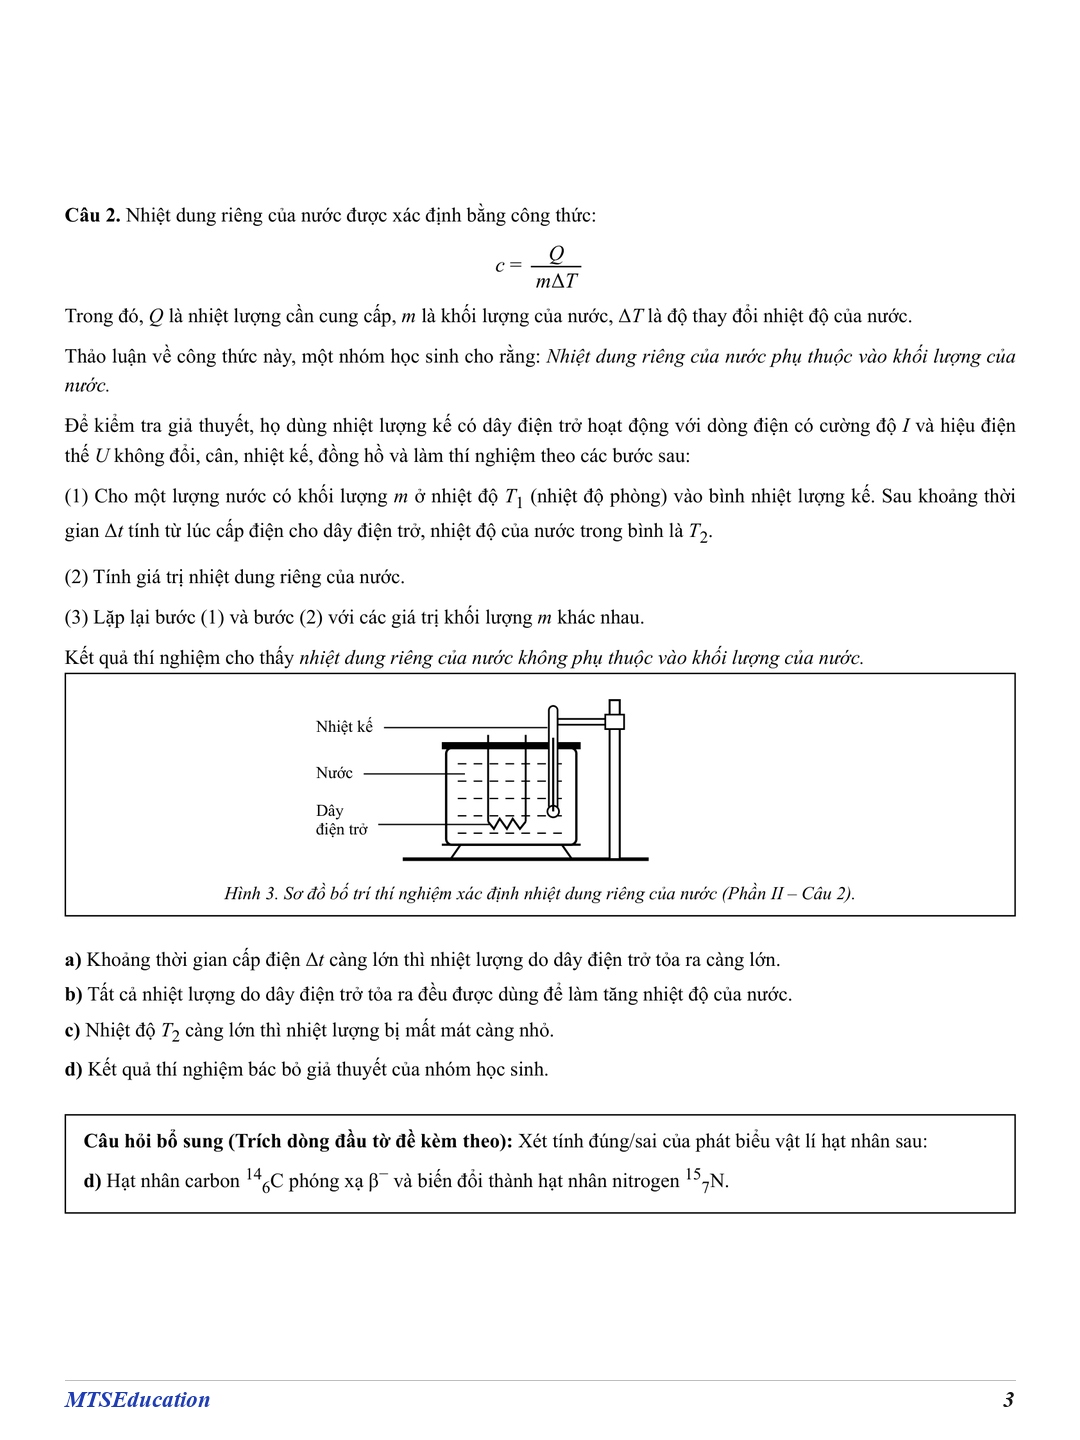 Câu 2. Nhiệt dung riêng của nước được xác định bằng công thức:
c = Q / mΔT
Trong đó, Q là nhiệt lượng cần cung cấp, m là khối lượng của nước, ΔT là độ thay đổi nhiệt độ của nước.
Thảo luận về công thức này, một nhóm học sinh cho rằng: Nhiệt dung riêng của nước phụ thuộc vào khối lượng của
nước.
Để kiểm tra giả thuyết, họ dùng nhiệt lượng kế có dây điện trở hoạt động với dòng điện có cường độ I và hiệu điện
thế U không đổi, cân, nhiệt kế, đồng hồ và làm thí nghiệm theo các bước sau:
(1) Cho một lượng nước có khối lượng m ở nhiệt độ T₁ (nhiệt độ phòng) vào bình nhiệt lượng kế. Sau khoảng thời
gian Δt tính từ lúc cấp điện cho dây điện trở, nhiệt độ của nước trong bình là T₂.
(2) Tính giá trị nhiệt dung riêng của nước.
(3) Lặp lại bước (1) và bước (2) với các giá trị khối lượng m khác nhau.
Kết quả thí nghiệm cho thấy nhiệt dung riêng của nước không phụ thuộc vào khối lượng của nước.
Nhiệt kế
Nước
Dây
điện trở
Hình 3. Sơ đồ bố trí thí nghiệm xác định nhiệt dung riêng của nước (Phần II – Câu 2).
a) Khoảng thời gian cấp điện Δt càng lớn thì nhiệt lượng do dây điện trở tỏa ra càng lớn.
b) Tất cả nhiệt lượng do dây điện trở tỏa ra đều được dùng để làm tăng nhiệt độ của nước.
c) Nhiệt độ T₂ càng lớn thì nhiệt lượng bị mất mát càng nhỏ.
d) Kết quả thí nghiệm bác bỏ giả thuyết của nhóm học sinh.
Câu hỏi bổ sung (Trích dòng đầu tờ đề kèm theo): Xét tính đúng/sai của phát biểu vật lí hạt nhân sau:
d) Hạt nhân carbon ¹⁴₆C phóng xạ β⁻ và biến đổi thành hạt nhân nitrogen ¹⁵₇N.
MTSEducation
3